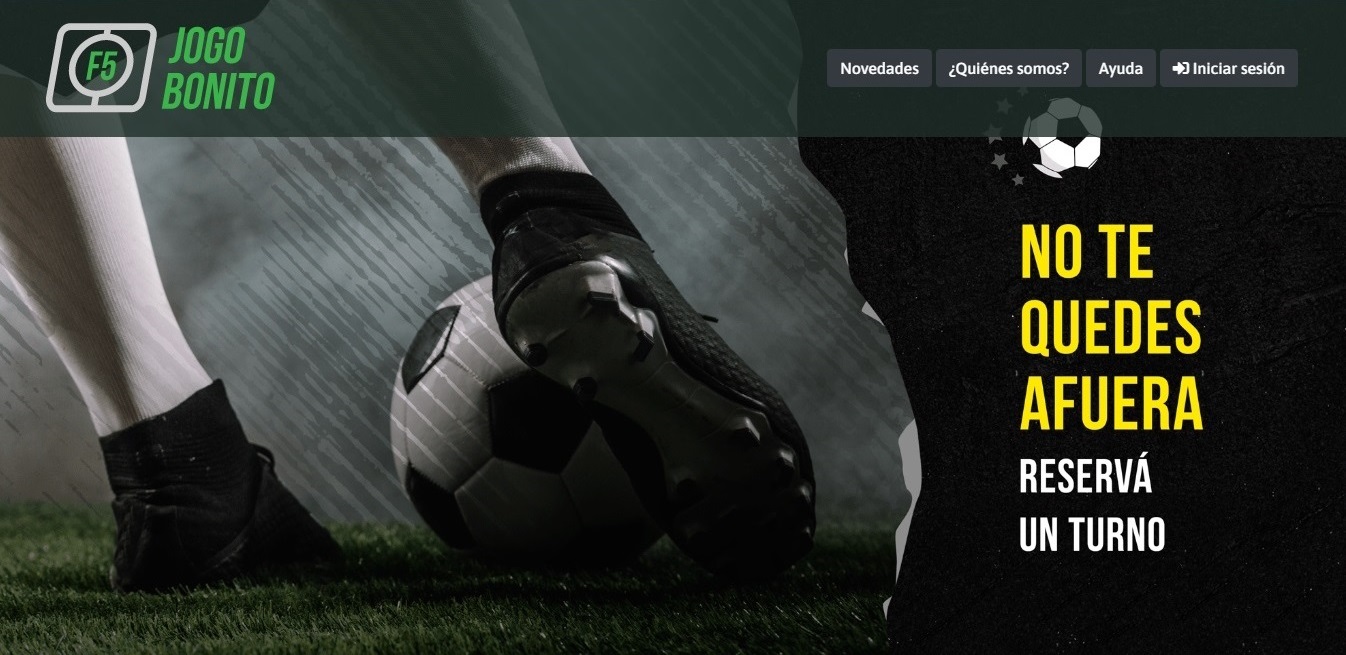 F5
JOGO
BONITO
Novedades
¿Quiénes somos?
Ayuda
Iniciar sesión
NO TE
QUEDES
AFUERA
RESERVÁ
UN TURNO